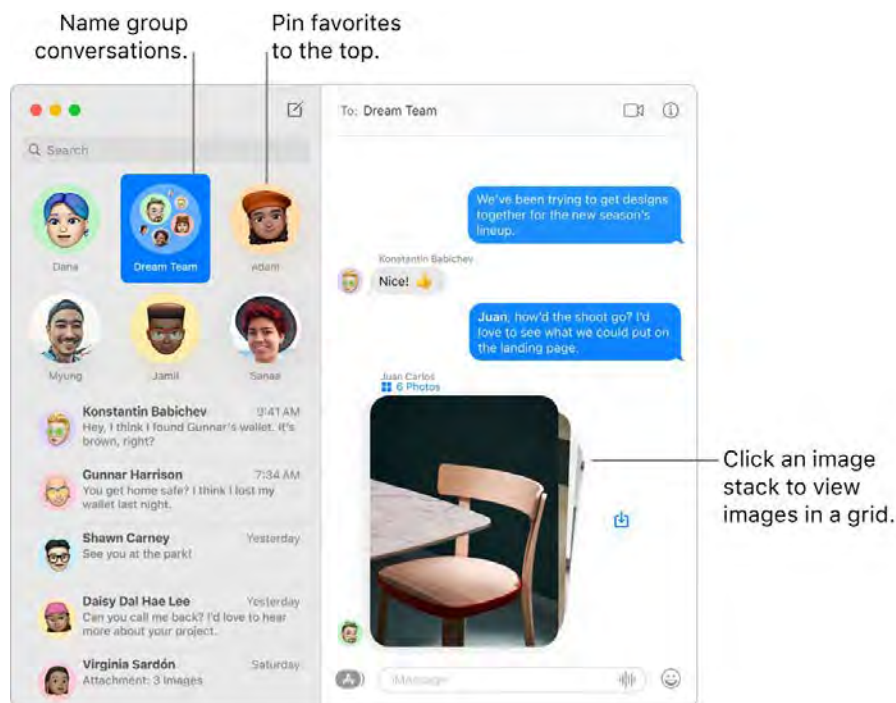 Name group
conversations.
Pin favorites
to the top.
Search
Dana
Dream Team
Adam
Myung
Jamil
Sanaa
Konstantin Babichev 9:41 AM
Hey, I think I found Gunnar's wallet. It's
brown, right?
Gunnar Harrison 7:34 AM
You get home safe? I think I lost my
wallet last night.
Shawn Carney Yesterday
See you at the park!
Daisy Dal Hae Lee Yesterday
Can you call me back? I'd love to hear
more about your project.
Virginia Sardón Saturday
Attachment: 3 Images
To: Dream Team
We've been trying to get designs
together for the new season's
lineup.
Konstantin Babichev
Nice! 👍
Juan, how'd the shoot go? I'd
love to see what we could put on
the landing page.
Juan Carlos
6 Photos
iMessage
Click an image
stack to view
images in a grid.